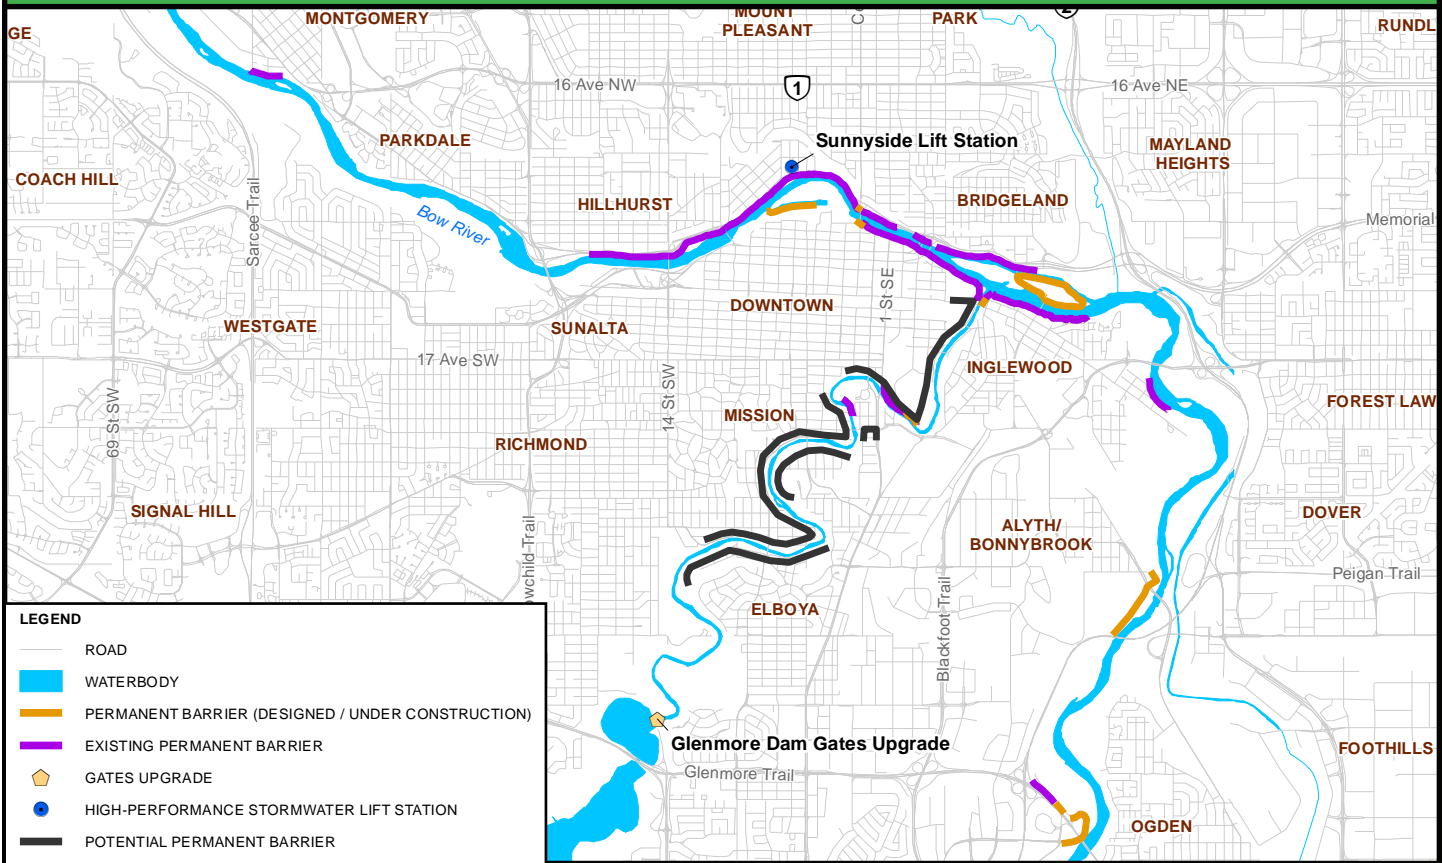 MONTGOMERY
MOUNT
PLEASANT
PARK
2
GE
RUNDL
16 Ave NW
1
16 Ave NE
Sunnyside Lift Station
PARKDALE
MAYLAND
HEIGHTS
COACH HILL
Sarcee Trail
HILLHURST
BRIDGELAND
Bow River
Memorial
1 St SE
DOWNTOWN
WESTGATE
SUNALTA
17 Ave SW
INGLEWOOD
69 St SW
14 St SW
MISSION
FOREST LAW
RICHMOND
SIGNAL HILL
ALYTH/
BONNYBROOK
DOVER
owchild Trail
Peigan Trail
ELBOYA
Blackfoot Trail
Glenmore Dam Gates Upgrade
Glenmore Trail
FOOTHILLS
OGDEN
LEGEND
ROAD
WATERBODY
PERMANENT BARRIER (DESIGNED / UNDER CONSTRUCTION)
EXISTING PERMANENT BARRIER
GATES UPGRADE
HIGH-PERFORMANCE STORMWATER LIFT STATION
POTENTIAL PERMANENT BARRIER